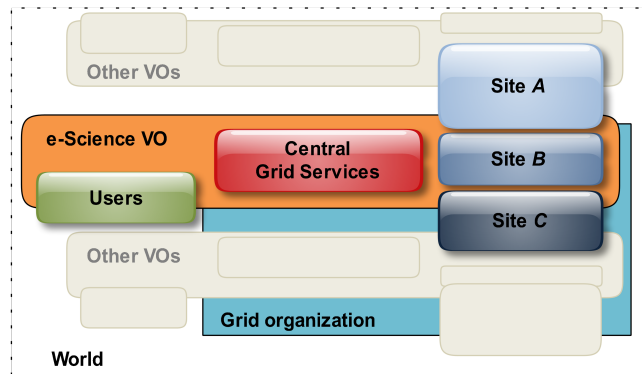 Other VOs
Site A
e-Science VO
Central
Grid Services
Site B
Users
Site C
Other VOs
Grid organization
World